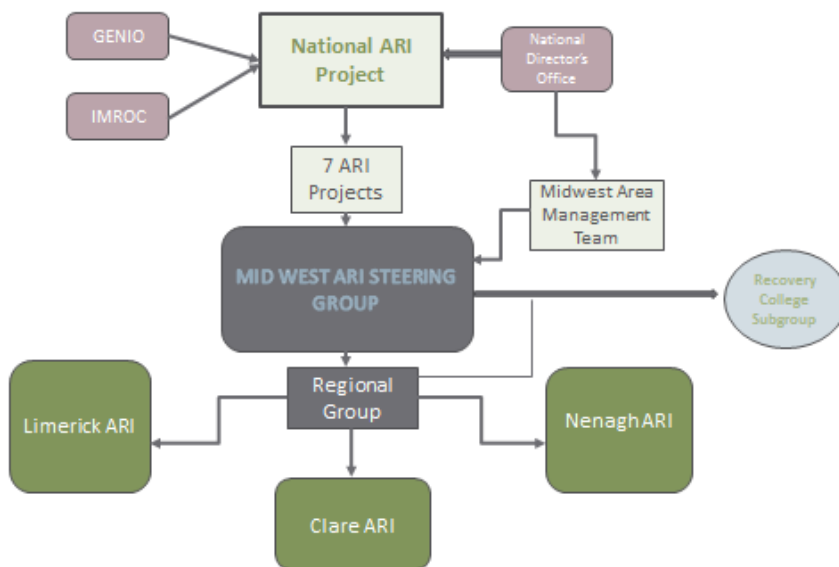 GENIO
National ARI
Project
National
Director's
Office
IMROC
7 ARI
Projects
Midwest Area
Management
Team
MID WEST ARI STEERING
GROUP
Recovery
College
Subgroup
Regional
Group
Limerick ARI
Nenagh ARI
Clare ARI